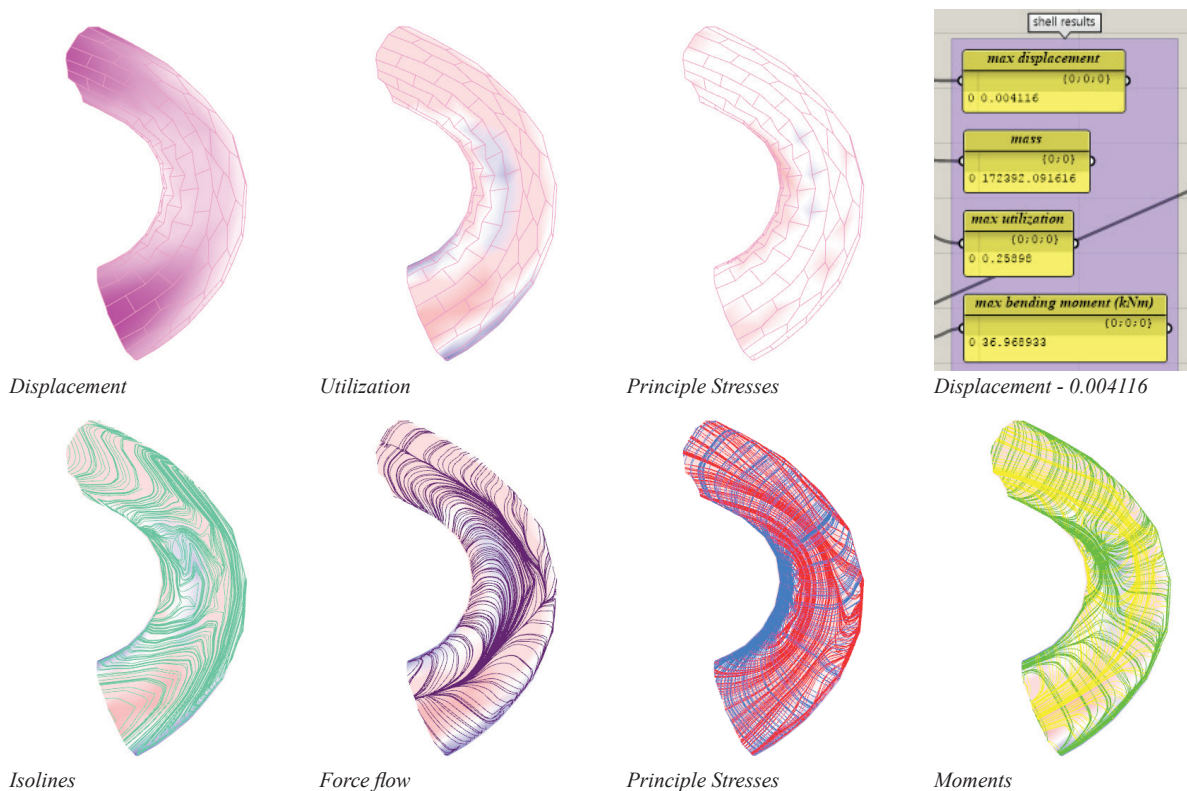 shell results
max displacement
{0;0;0}
0 0.004116
mass
{0;0}
0 172392.091616
max utilization
{0;0;0}
0 0.25898
max bending moment (kNm)
{0;0;0}
0 36.968933
Displacement
Utilization
Principle Stresses
Displacement - 0.004116
Isolines
Force flow
Principle Stresses
Moments